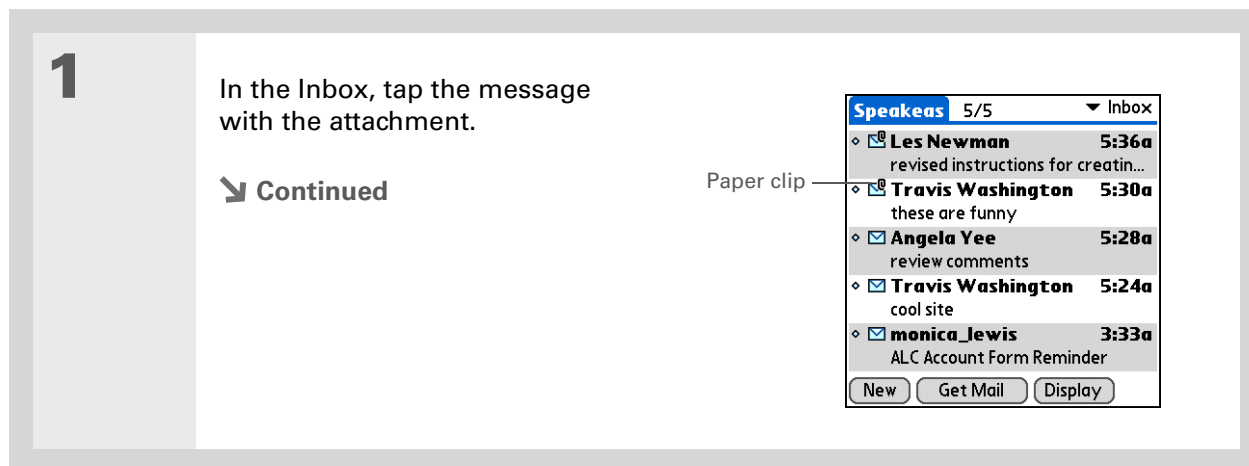 1
In the Inbox, tap the message
with the attachment.
Continued
Paper clip
Speakeas 5/5 Inbox
Les Newman 5:36a
revised instructions for creatin...
Travis Washington 5:30a
these are funny
Angela Yee 5:28a
review comments
Travis Washington 5:24a
cool site
monica_lewis 3:33a
ALC Account Form Reminder
New Get Mail Display